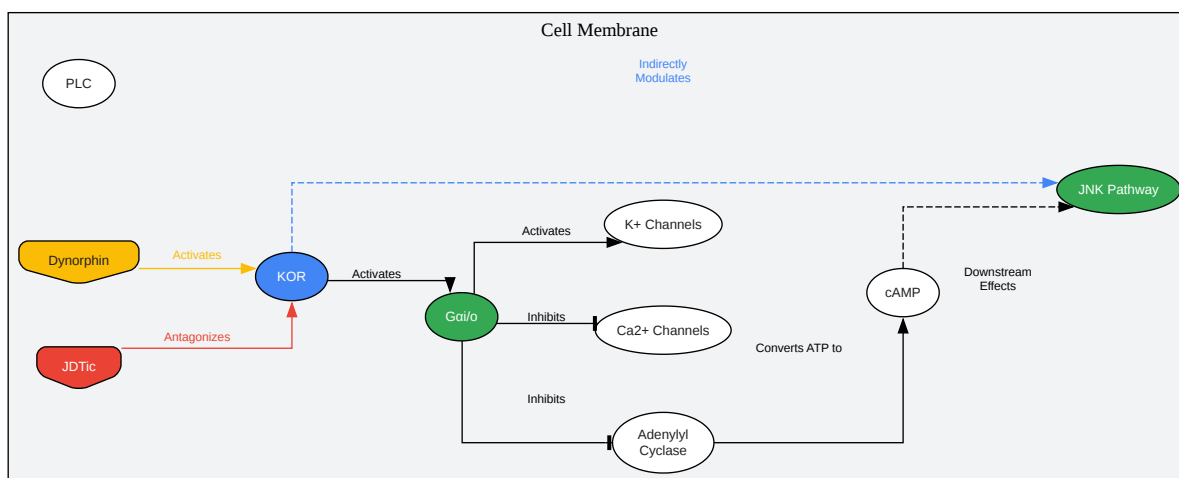 Cell Membrane
Indirectly
Modulates
PLC
JNK Pathway
K+ Channels
Activates
Dynorphin
Activates
KOR
Activates
Downstream
Effects
cAMP
Gαi/o
Inhibits
Ca2+ Channels
Antagonizes
JDTic
Converts ATP to
Inhibits
Adenylyl
Cyclase